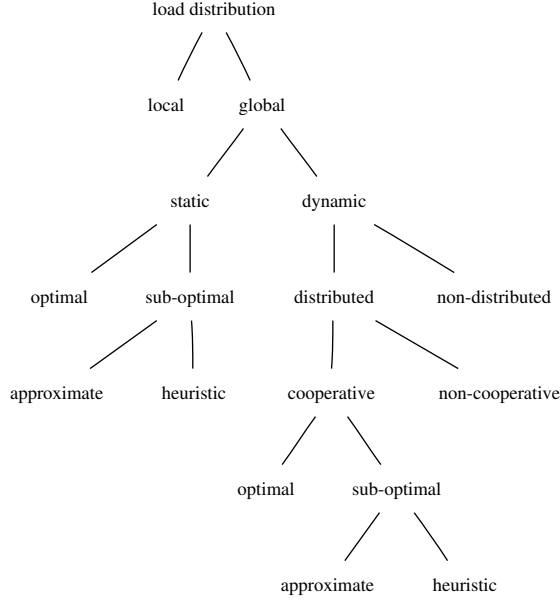 load distribution
local global
static dynamic
optimal sub-optimal distributed non-distributed
approximate heuristic cooperative non-cooperative
optimal sub-optimal
approximate heuristic